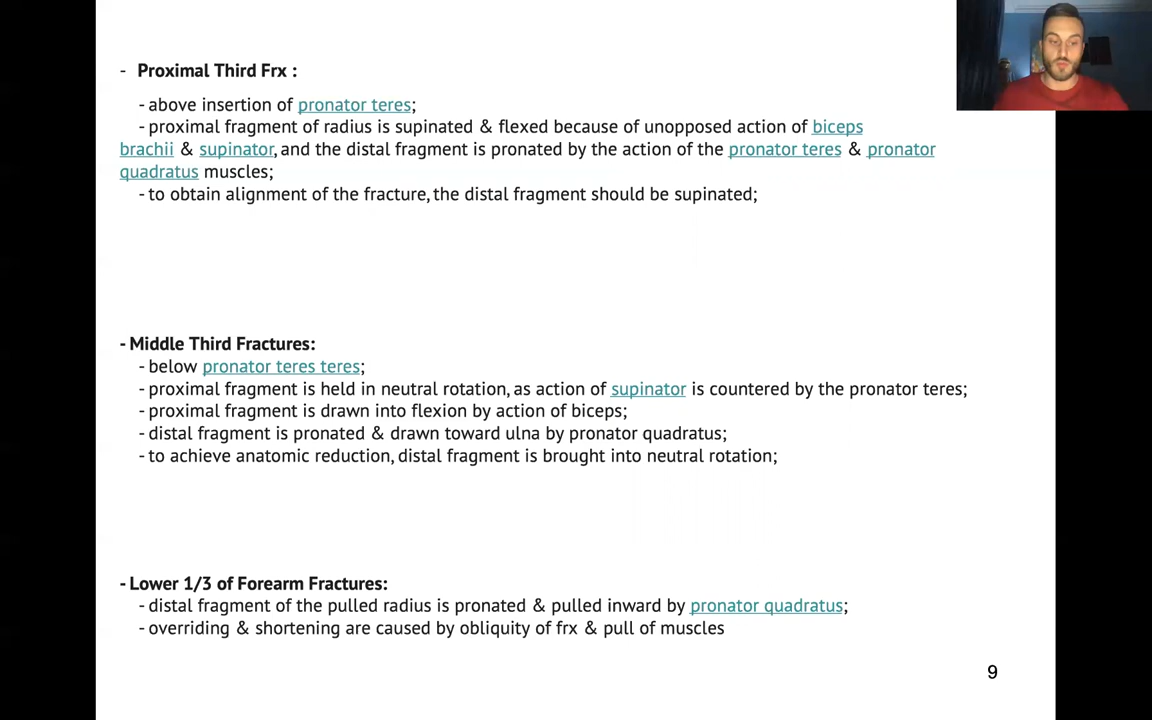 - Proximal Third Frx :
- above insertion of pronator teres;
- proximal fragment of radius is supinated & flexed because of unopposed action of biceps
brachii & supinator, and the distal fragment is pronated by the action of the pronator teres & pronator
quadratus muscles;
- to obtain alignment of the fracture, the distal fragment should be supinated;
- Middle Third Fractures:
- below pronator teres teres;
- proximal fragment is held in neutral rotation, as action of supinator is countered by the pronator teres;
- proximal fragment is drawn into flexion by action of biceps;
- distal fragment is pronated & drawn toward ulna by pronator quadratus;
- to achieve anatomic reduction, distal fragment is brought into neutral rotation;
- Lower 1/3 of Forearm Fractures:
- distal fragment of the pulled radius is pronated & pulled inward by pronator quadratus;
- overriding & shortening are caused by obliquity of frx & pull of muscles
9